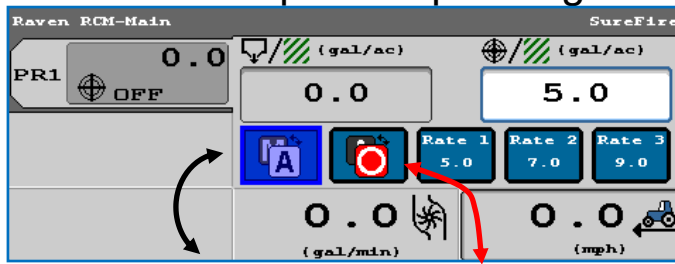 Raven RCM-Main SureFire
PR1 0.0 OFF
(gal/ac) (gal/ac)
0.0 5.0
A Rate 1 Rate 2 Rate 3
5.0 7.0 9.0
0.0 0.0
(gal/min) (mph)